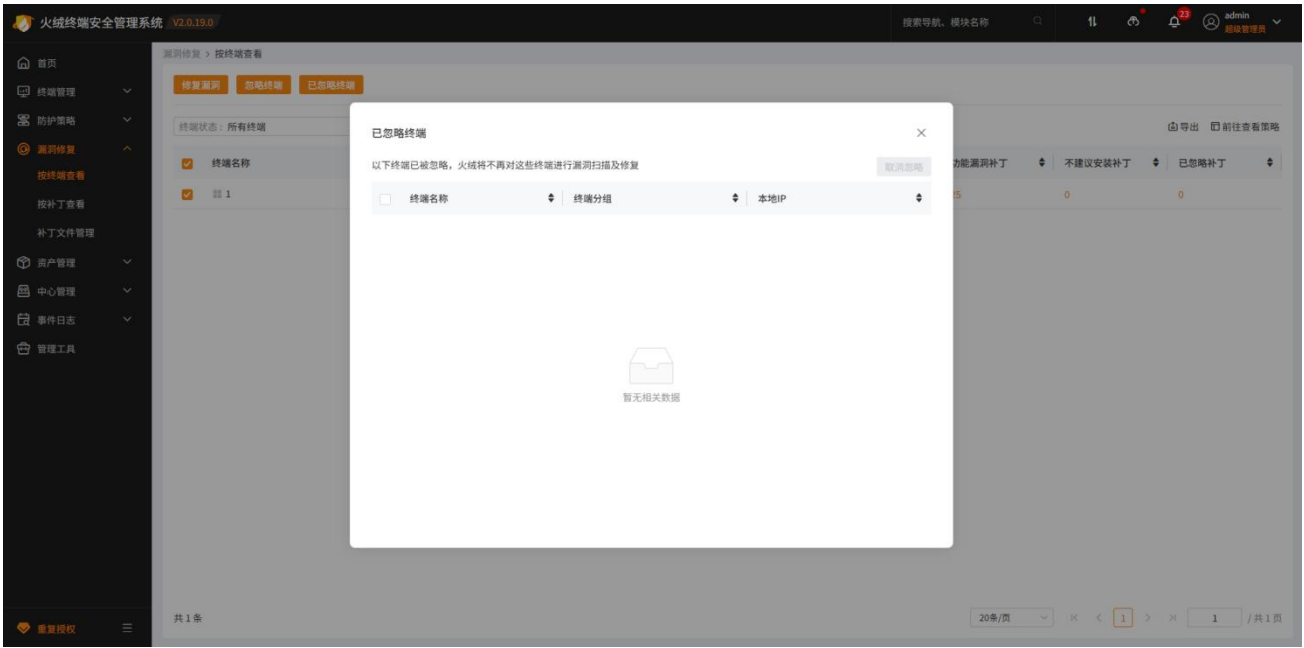 火绒终端安全管理系统 V2.0.19.0
搜索导航、模块名称
23
admin
超级管理员
首页
终端管理
防护策略
漏洞修复
按终端查看
按补丁查看
补丁文件管理
资产管理
中心管理
事件日志
管理工具
重复授权
漏洞修复 > 按终端查看
修复漏洞 忽略终端 已忽略终端
终端状态：所有终端
导出 前往查看策略
终端名称 功能漏洞补丁 不建议安装补丁 已忽略补丁
1 0 0
已忽略终端
以下终端已被忽略，火绒将不再对这些终端进行漏洞扫描及修复
取消忽略
终端名称 终端分组 本地IP
暂无相关数据
共1条
20条/页 1 1 /共1页